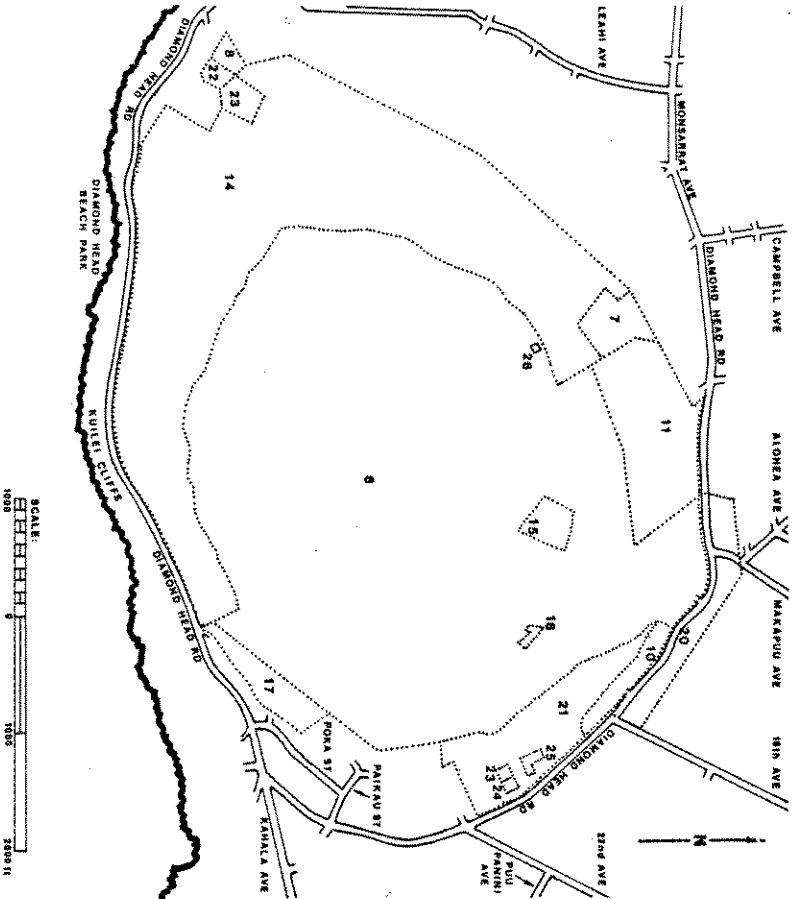 LEAHI AVE
MONSARRAT AVE
CAMPBELL AVE
DIAMOND HEAD RD
ALOHEA AVE
MAKAPUU AVE
18th AVE
22nd AVE
PUU
PANINI
AVE
N
DIAMOND HEAD RD
8
22
23
14
7
26
11
6
15
16
20
19
21
25
23
24
17
DIAMOND HEAD RD
POKA ST
PAIKAU ST
KAHALA AVE
DIAMOND HEAD RD
KUILEI CLIFFS
DIAMOND HEAD
BEACH PARK
SCALE:
1000 0 1000 2000 ft